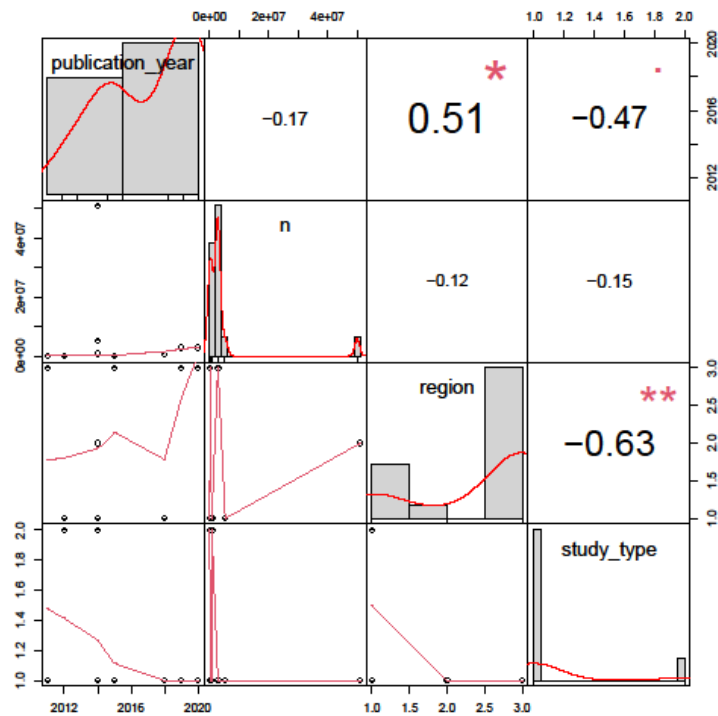 0e+00 4e+07 1.0 1.2 1.4 1.6 1.8 2.0
publication_year
−0.17
0.51
*
−0.47
.
2012 2016 2020
0e+00 2e+07 4e+07
n
−0.12
−0.15
region
−0.63
**
1.0 1.5 2.0 2.5 3.0
1.0 1.2 1.4 1.6 1.8 2.0
study_type
2012 2016 2020 1.0 1.5 2.0 2.5 3.0